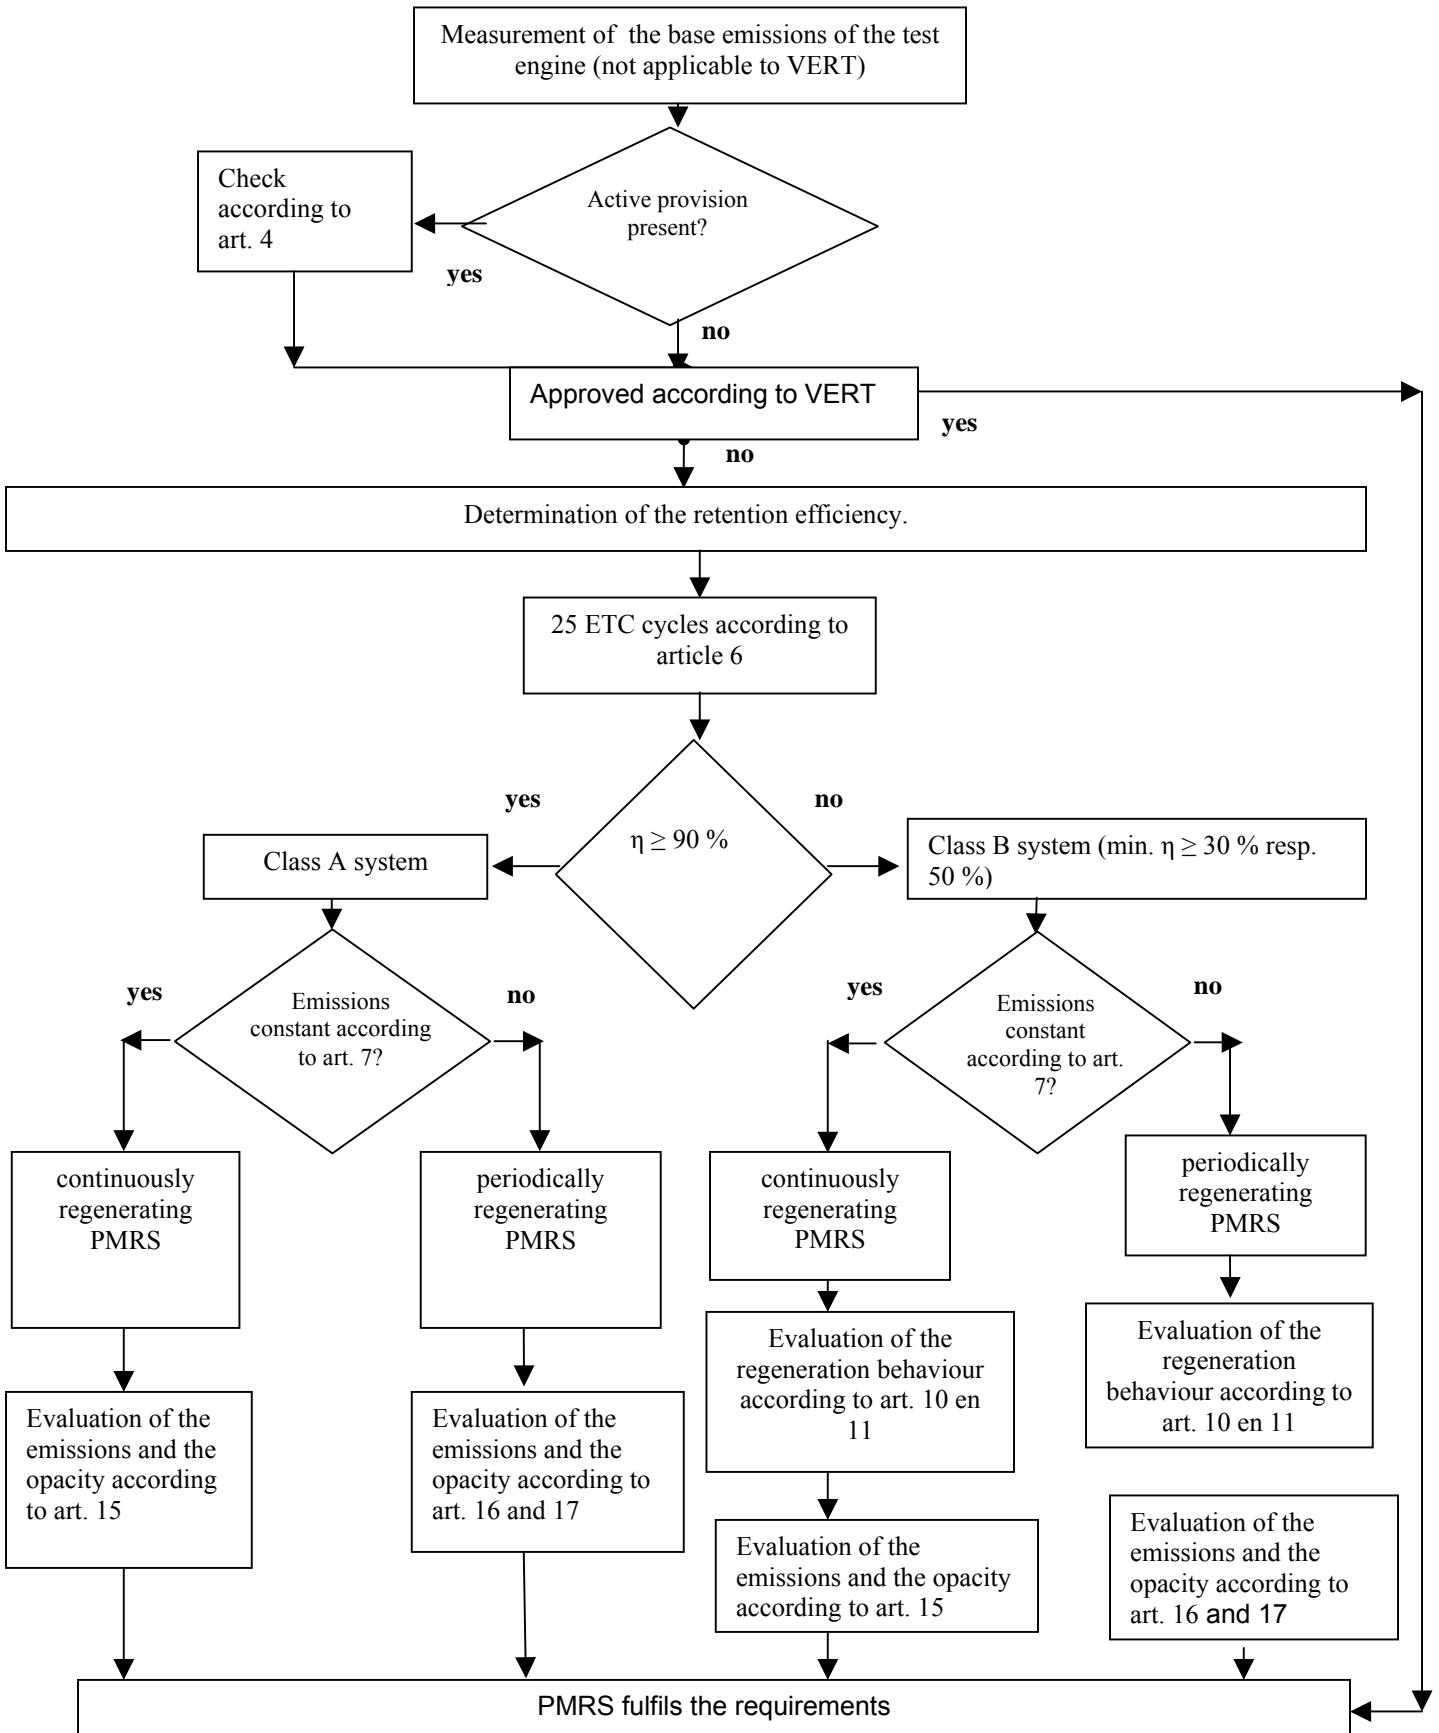 Measurement of the base emissions of the test
engine (not applicable to VERT)
Active provision
present?
Check
according to
art. 4
yes
no
Approved according to VERT
yes
no
Determination of the retention efficiency.
25 ETC cycles according to
article 6
yes
no
η ≥ 90 %
Class A system
Class B system (min. η ≥ 30 % resp.
50 %)
yes
Emissions
constant according
to art. 7?
no
yes
Emissions
constant
according to art.
7?
no
continuously
regenerating
PMRS
periodically
regenerating
PMRS
continuously
regenerating
PMRS
periodically
regenerating
PMRS
Evaluation of the
regeneration behaviour
according to art. 10 en
11
Evaluation of the
regeneration
behaviour according to
art. 10 en 11
Evaluation of the
emissions and the
opacity according
to art. 15
Evaluation of the
emissions and the
opacity according to
art. 16 and 17
Evaluation of the
emissions and the opacity
according to art. 15
Evaluation of the
emissions and the
opacity according to
art. 16 and 17
PMRS fulfils the requirements